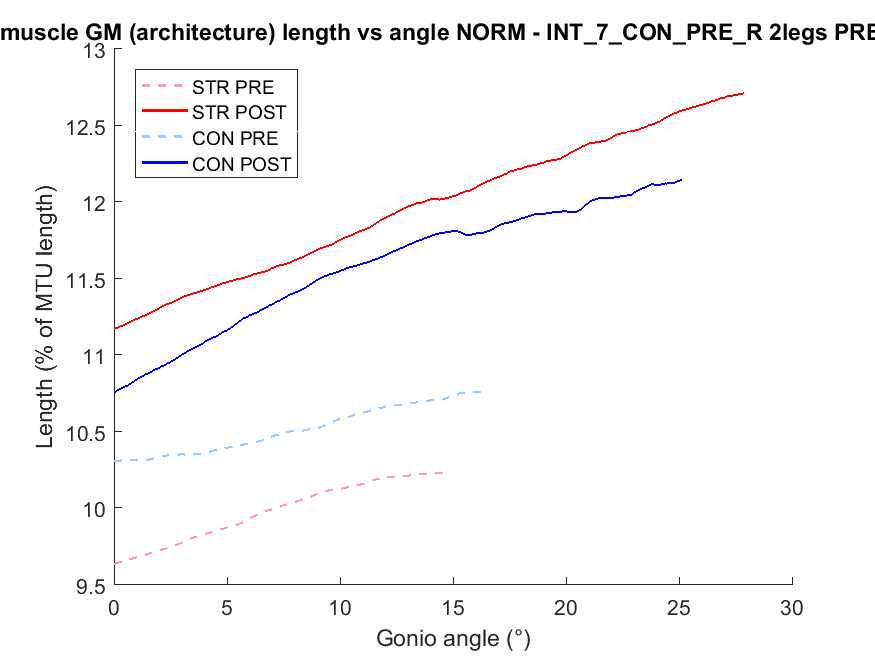 muscle GM (architecture) length vs angle NORM - INT_7_CON_PRE_R 2legs PRE
13
12.5
12
11.5
11
10.5
10
9.5
Length (% of MTU length)
STR PRE
STR POST
CON PRE
CON POST
0 5 10 15 20 25 30
Gonio angle (°)